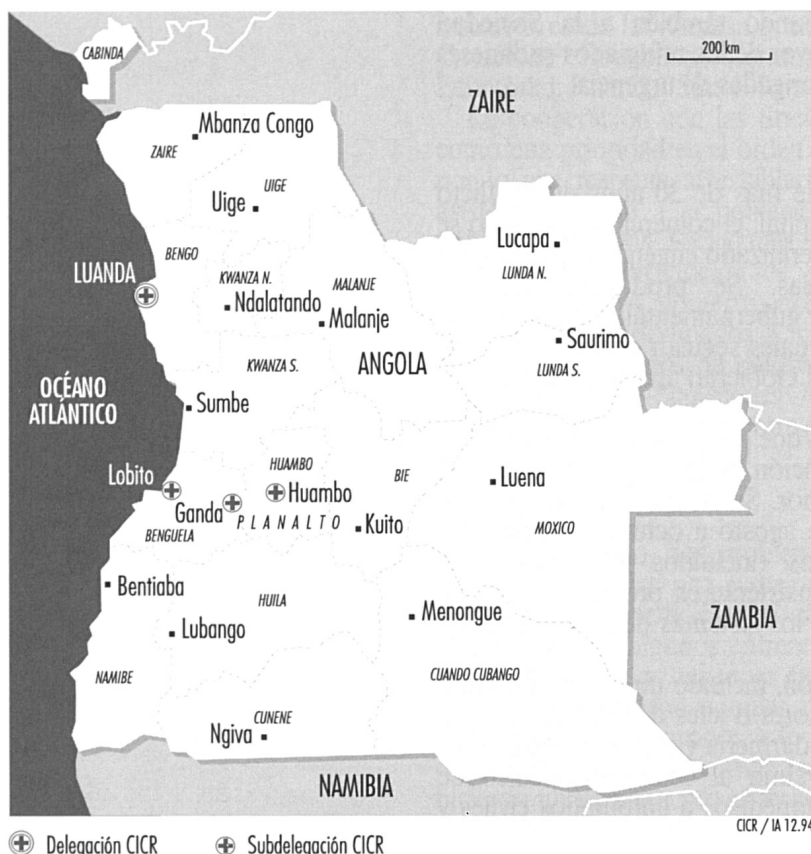 CABINDA
200 km
ZAIRE
Mbanza Congo
ZAIRE
UIGE
Uige
BENGO
Lucapa
LUNDA N.
LUANDA
KWANZA N.
MALANJE
Ndalatando
Malanje
Saurimo
LUNDA S.
KWANZA S.
ANGOLA
OCÉANO
ATLÁNTICO
Sumbe
Lobito
HUAMBO
BIE
Luena
Huambo
Ganda
PLANALTO
Kuito
MOXICO
BENGUELA
Bentiaba
HUILA
Menongue
ZAMBIA
Lubango
NAMIBE
CUANDO CUBANGO
CUNENE
Ngiva
NAMIBIA
CICR / IA 12.94
Delegación CICR
Subdelegación CICR